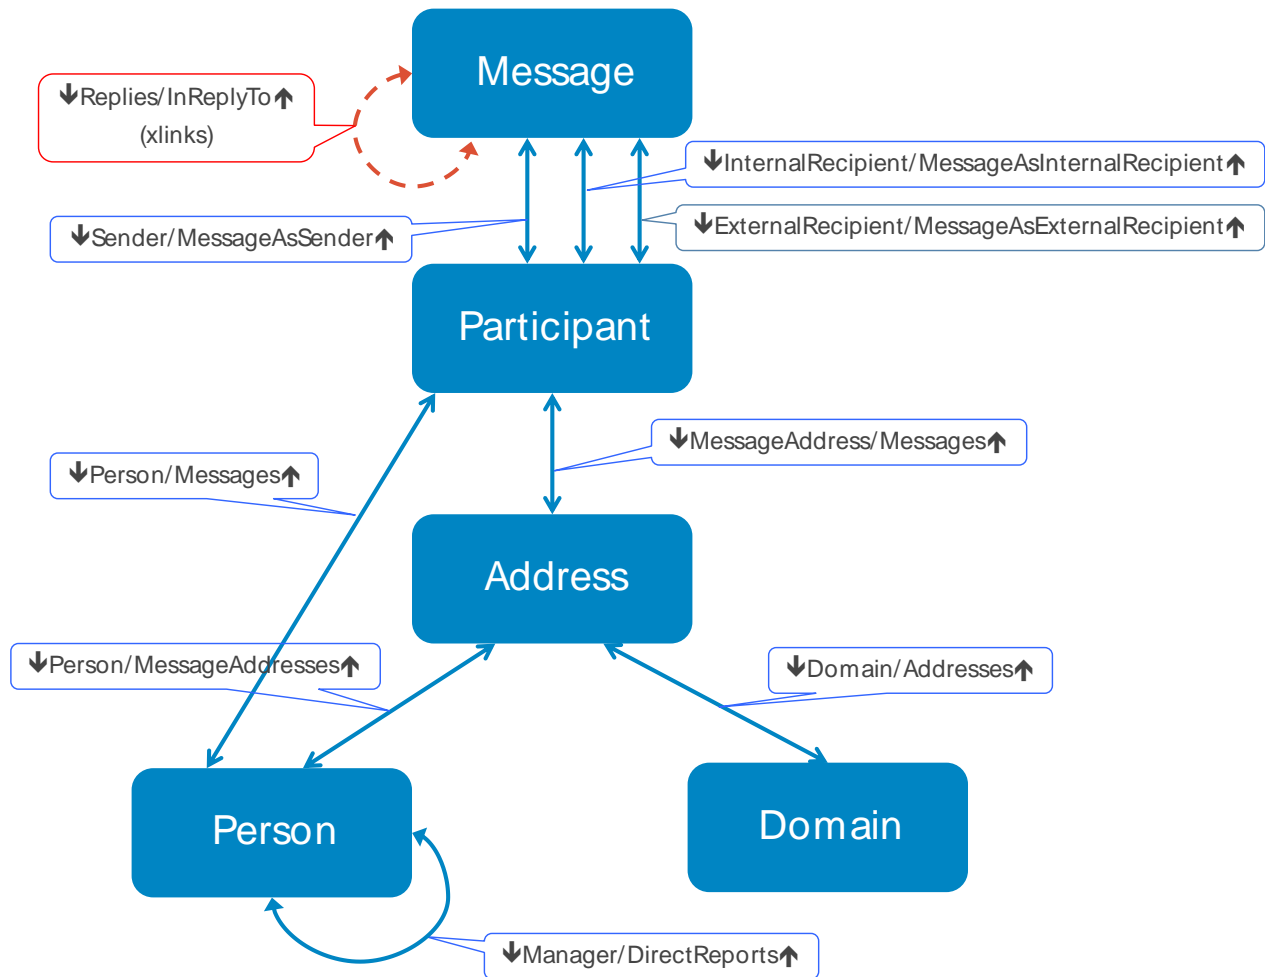 Message
↓Replies/InReplyTo↑
(xlinks)
↓InternalRecipient/MessageAsInternalRecipient↑
↓Sender/MessageAsSender↑
↓ExternalRecipient/MessageAsExternalRecipient↑
Participant
↓MessageAddress/Messages↑
↓Person/Messages↑
Address
↓Person/MessageAddresses↑
↓Domain/Addresses↑
Person
Domain
↓Manager/DirectReports↑